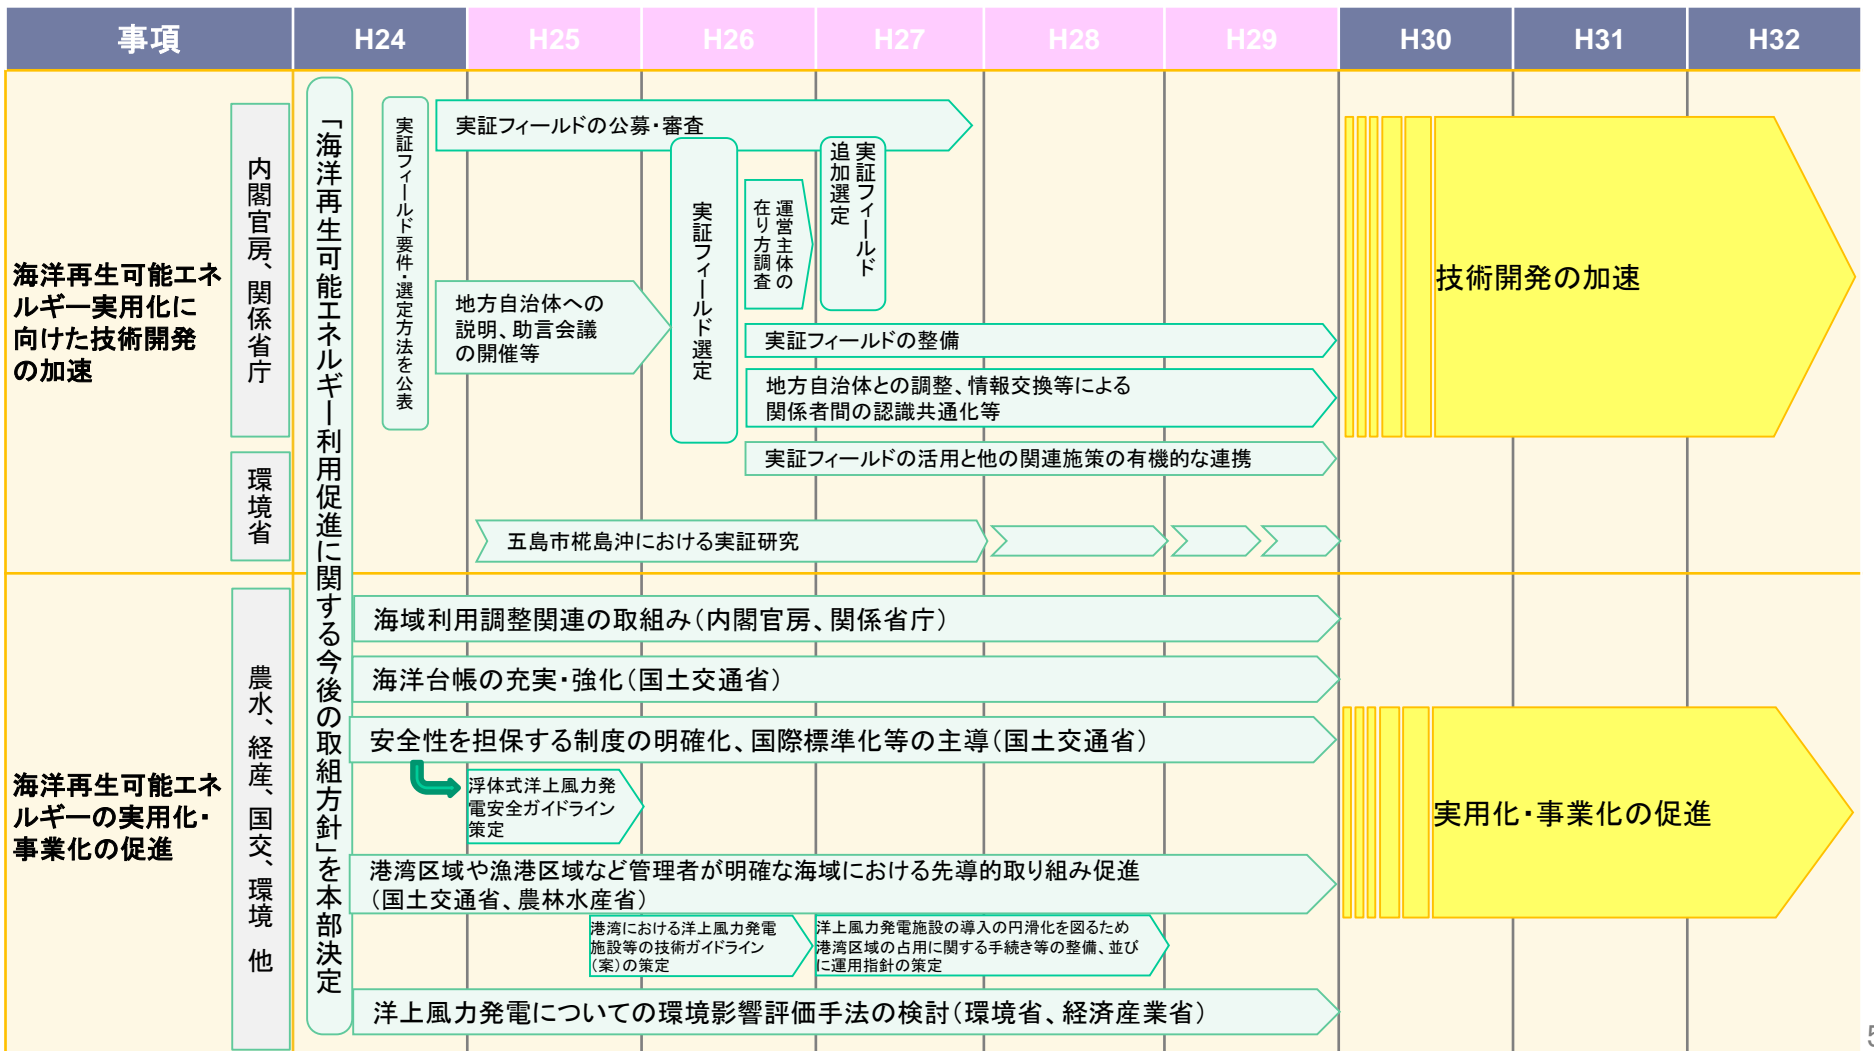 事項
H24
H25
H26
H27
H28
H29
H30
H31
H32
海洋再生可能エネ
ルギー実用化に
向けた技術開発
の加速
内閣官房、関係省庁
環境省
「海洋再生可能エネルギー利用促進に関する今後の取組方針」を本部決定
実証フィールド要件・選定方法を公表
実証フィールドの公募・審査
地方自治体への
説明、助言会議
の開催等
実証フィールド選定
運営主体の
在り方調査
実証フィールド
追加選定
実証フィールドの整備
地方自治体との調整、情報交換等による
関係者間の認識共通化等
実証フィールドの活用と他の関連施策の有機的な連携
五島市椛島沖における実証研究
技術開発の加速
海洋再生可能エネ
ルギーの実用化・
事業化の促進
農水、経産、国交、環境 他
海域利用調整関連の取組み（内閣官房、関係省庁）
海洋台帳の充実・強化（国土交通省）
安全性を担保する制度の明確化、国際標準化等の主導（国土交通省）
浮体式洋上風力発
電安全ガイドライン
策定
港湾区域や漁港区域など管理者が明確な海域における先導的取り組み促進
（国土交通省、農林水産省）
港湾における洋上風力発電
施設等の技術ガイドライン
（案）の策定
洋上風力発電施設の導入の円滑化を図るため
港湾区域の占用に関する手続き等の整備、並び
に運用指針の策定
洋上風力発電についての環境影響評価手法の検討（環境省、経済産業省）
実用化・事業化の促進
5